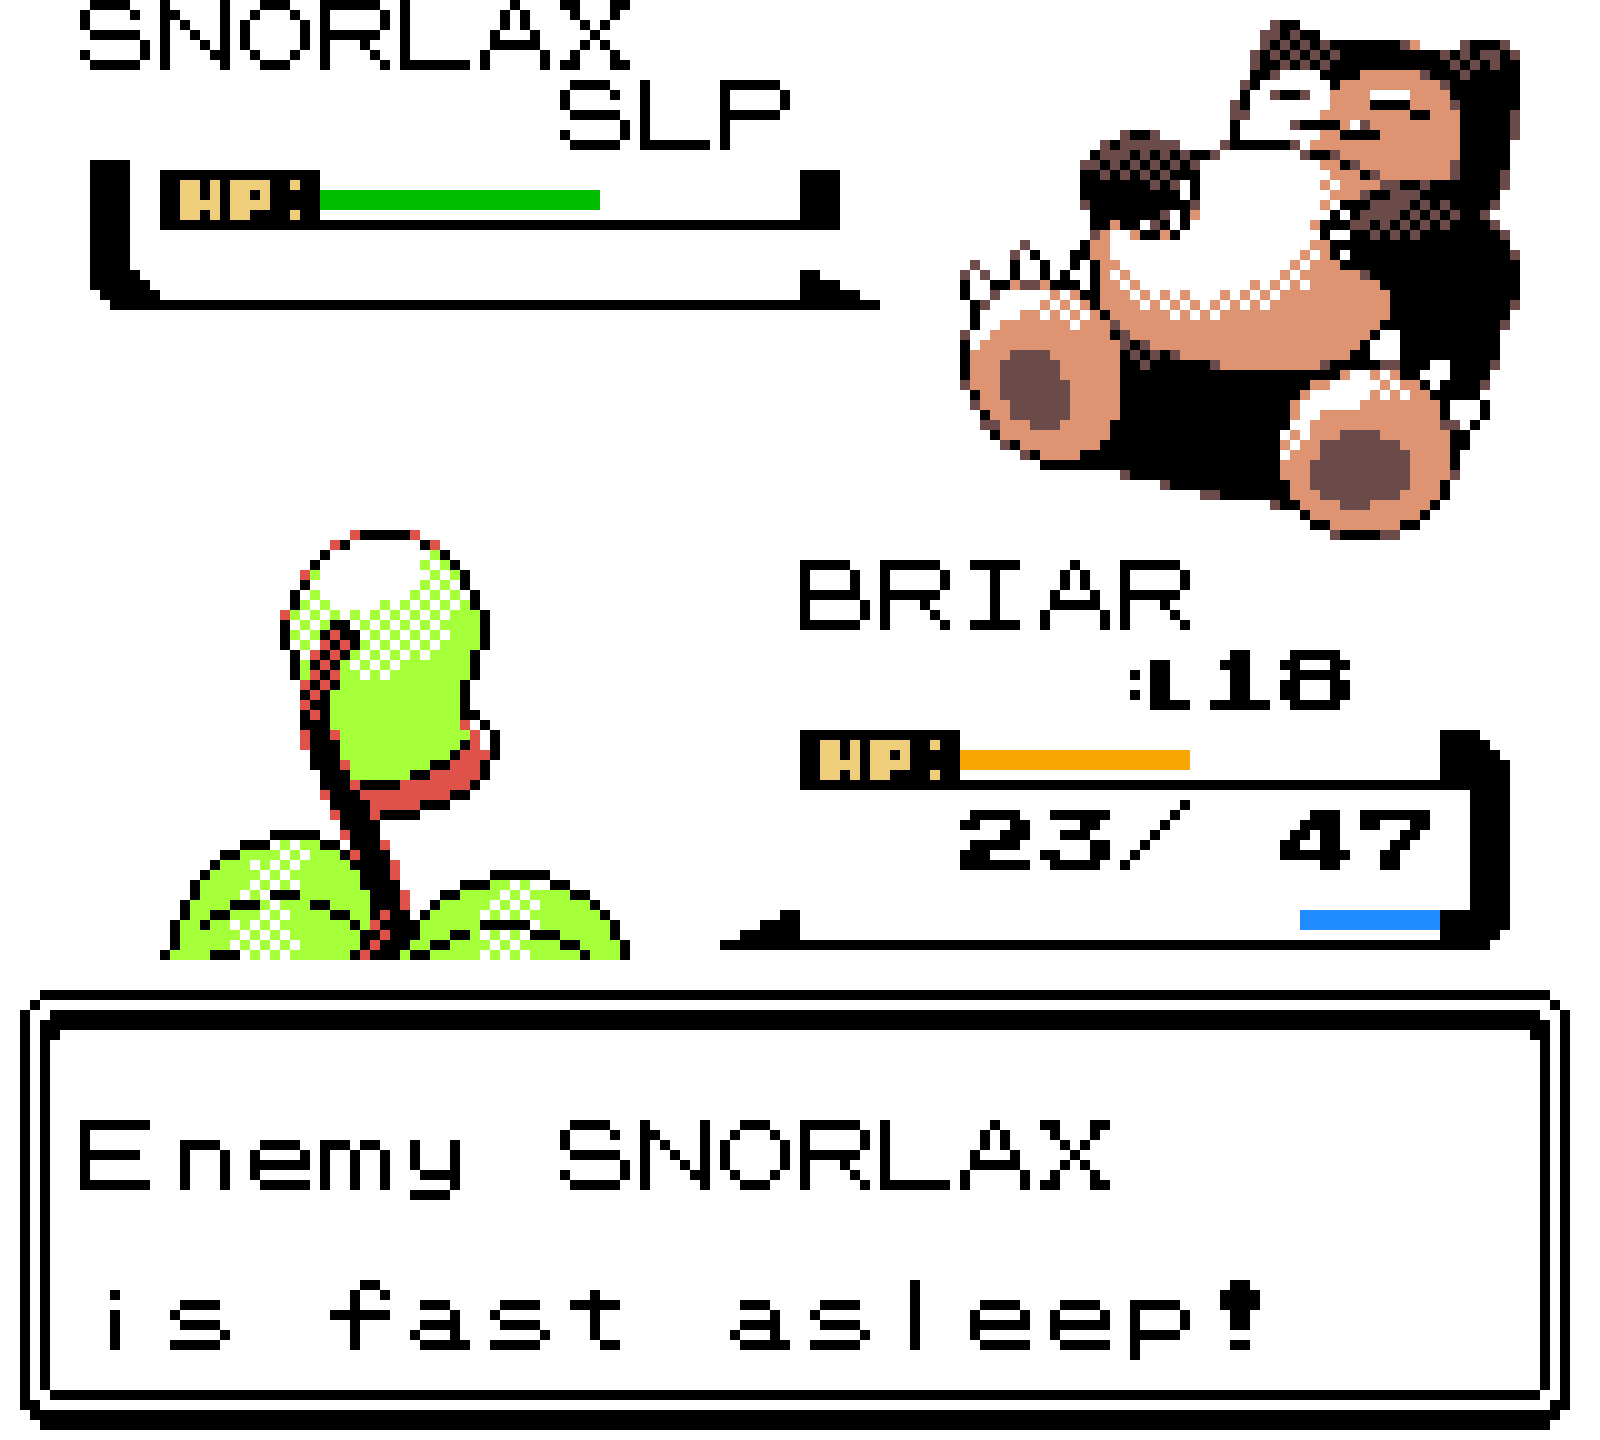 SNORLAX
SLP
HP:
BRIAR
:L18
HP:
23/ 47
Enemy SNORLAX
is fast asleep!